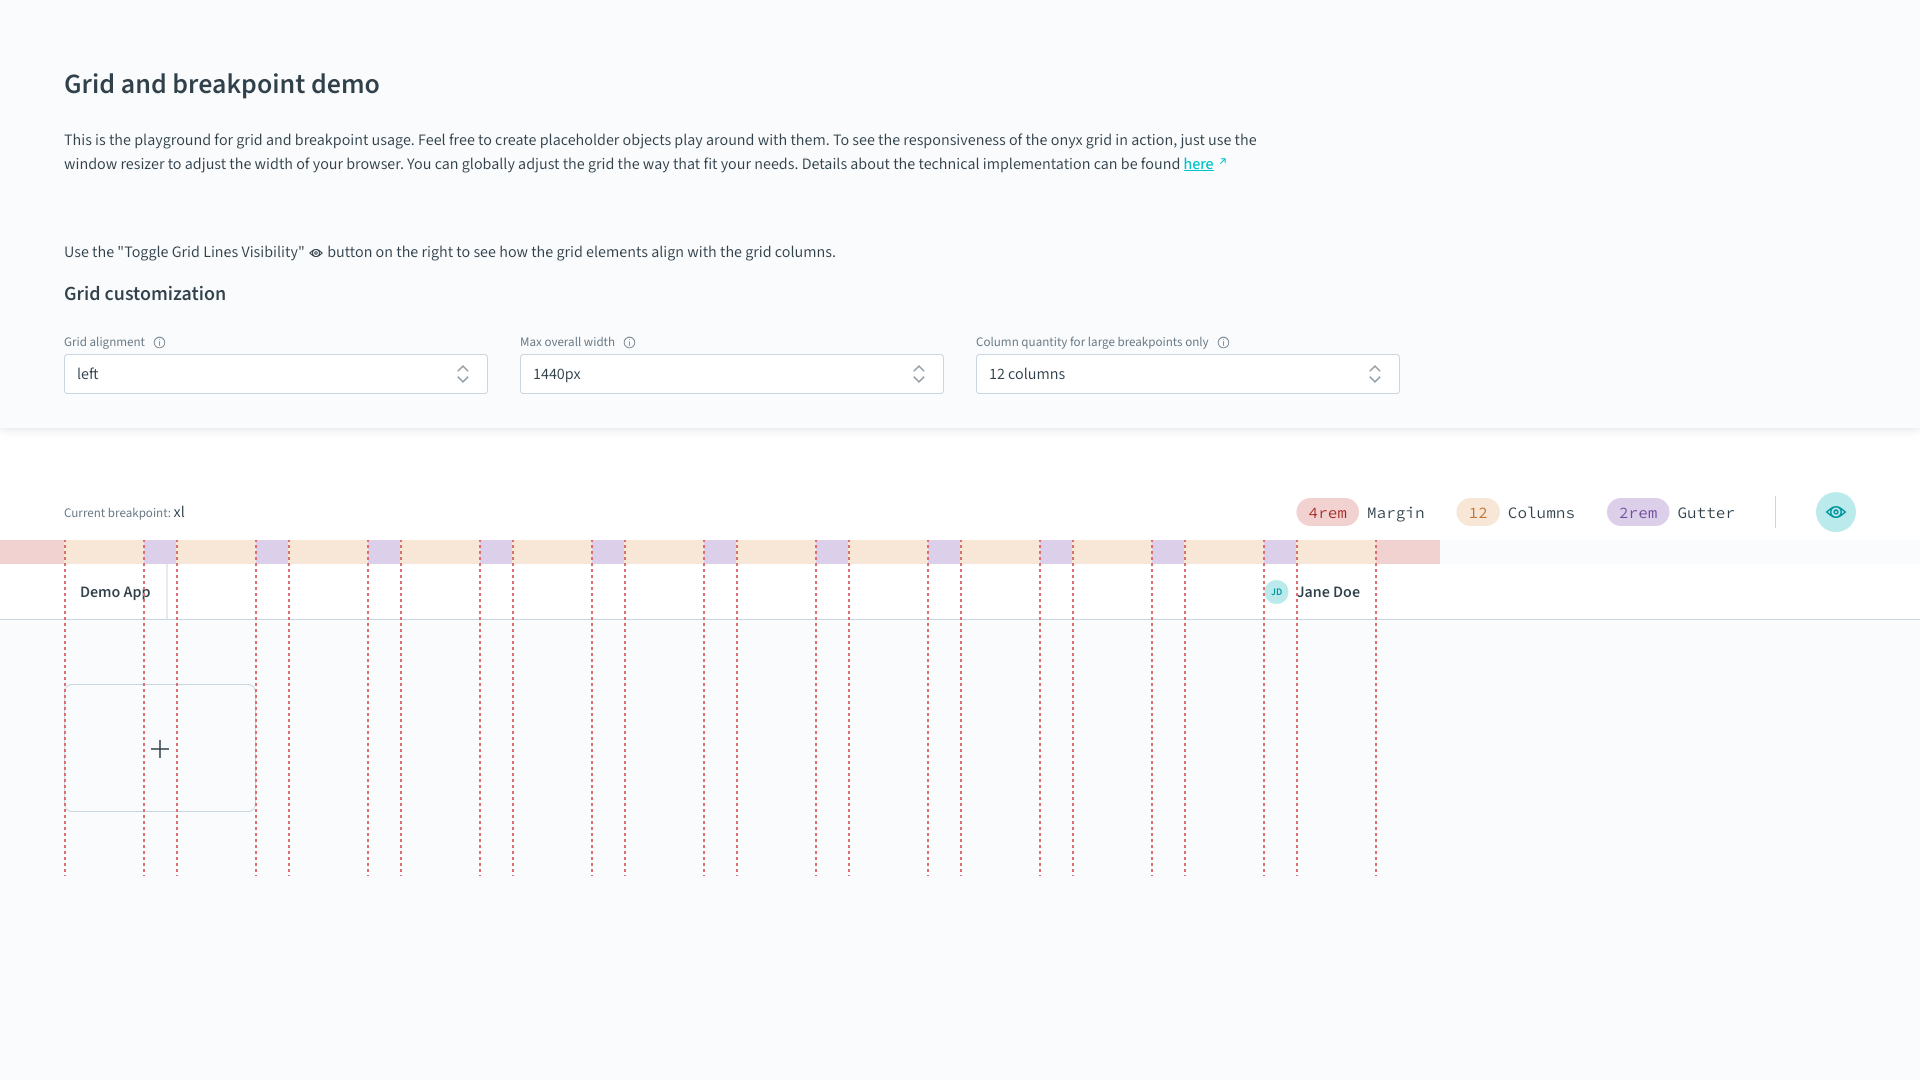 Grid and breakpoint demo
This is the playground for grid and breakpoint usage. Feel free to create placeholder objects play around with them. To see the responsiveness of the onyx grid in action, just use the
window resizer to adjust the width of your browser. You can globally adjust the grid the way that fit your needs. Details about the technical implementation can be found here
Use the "Toggle Grid Lines Visibility" button on the right to see how the grid elements align with the grid columns.
Grid customization
Grid alignment Max overall width Column quantity for large breakpoints only
left 1440px 12 columns
Current breakpoint: xl 4rem Margin 12 Columns 2rem Gutter
Demo App JD Jane Doe